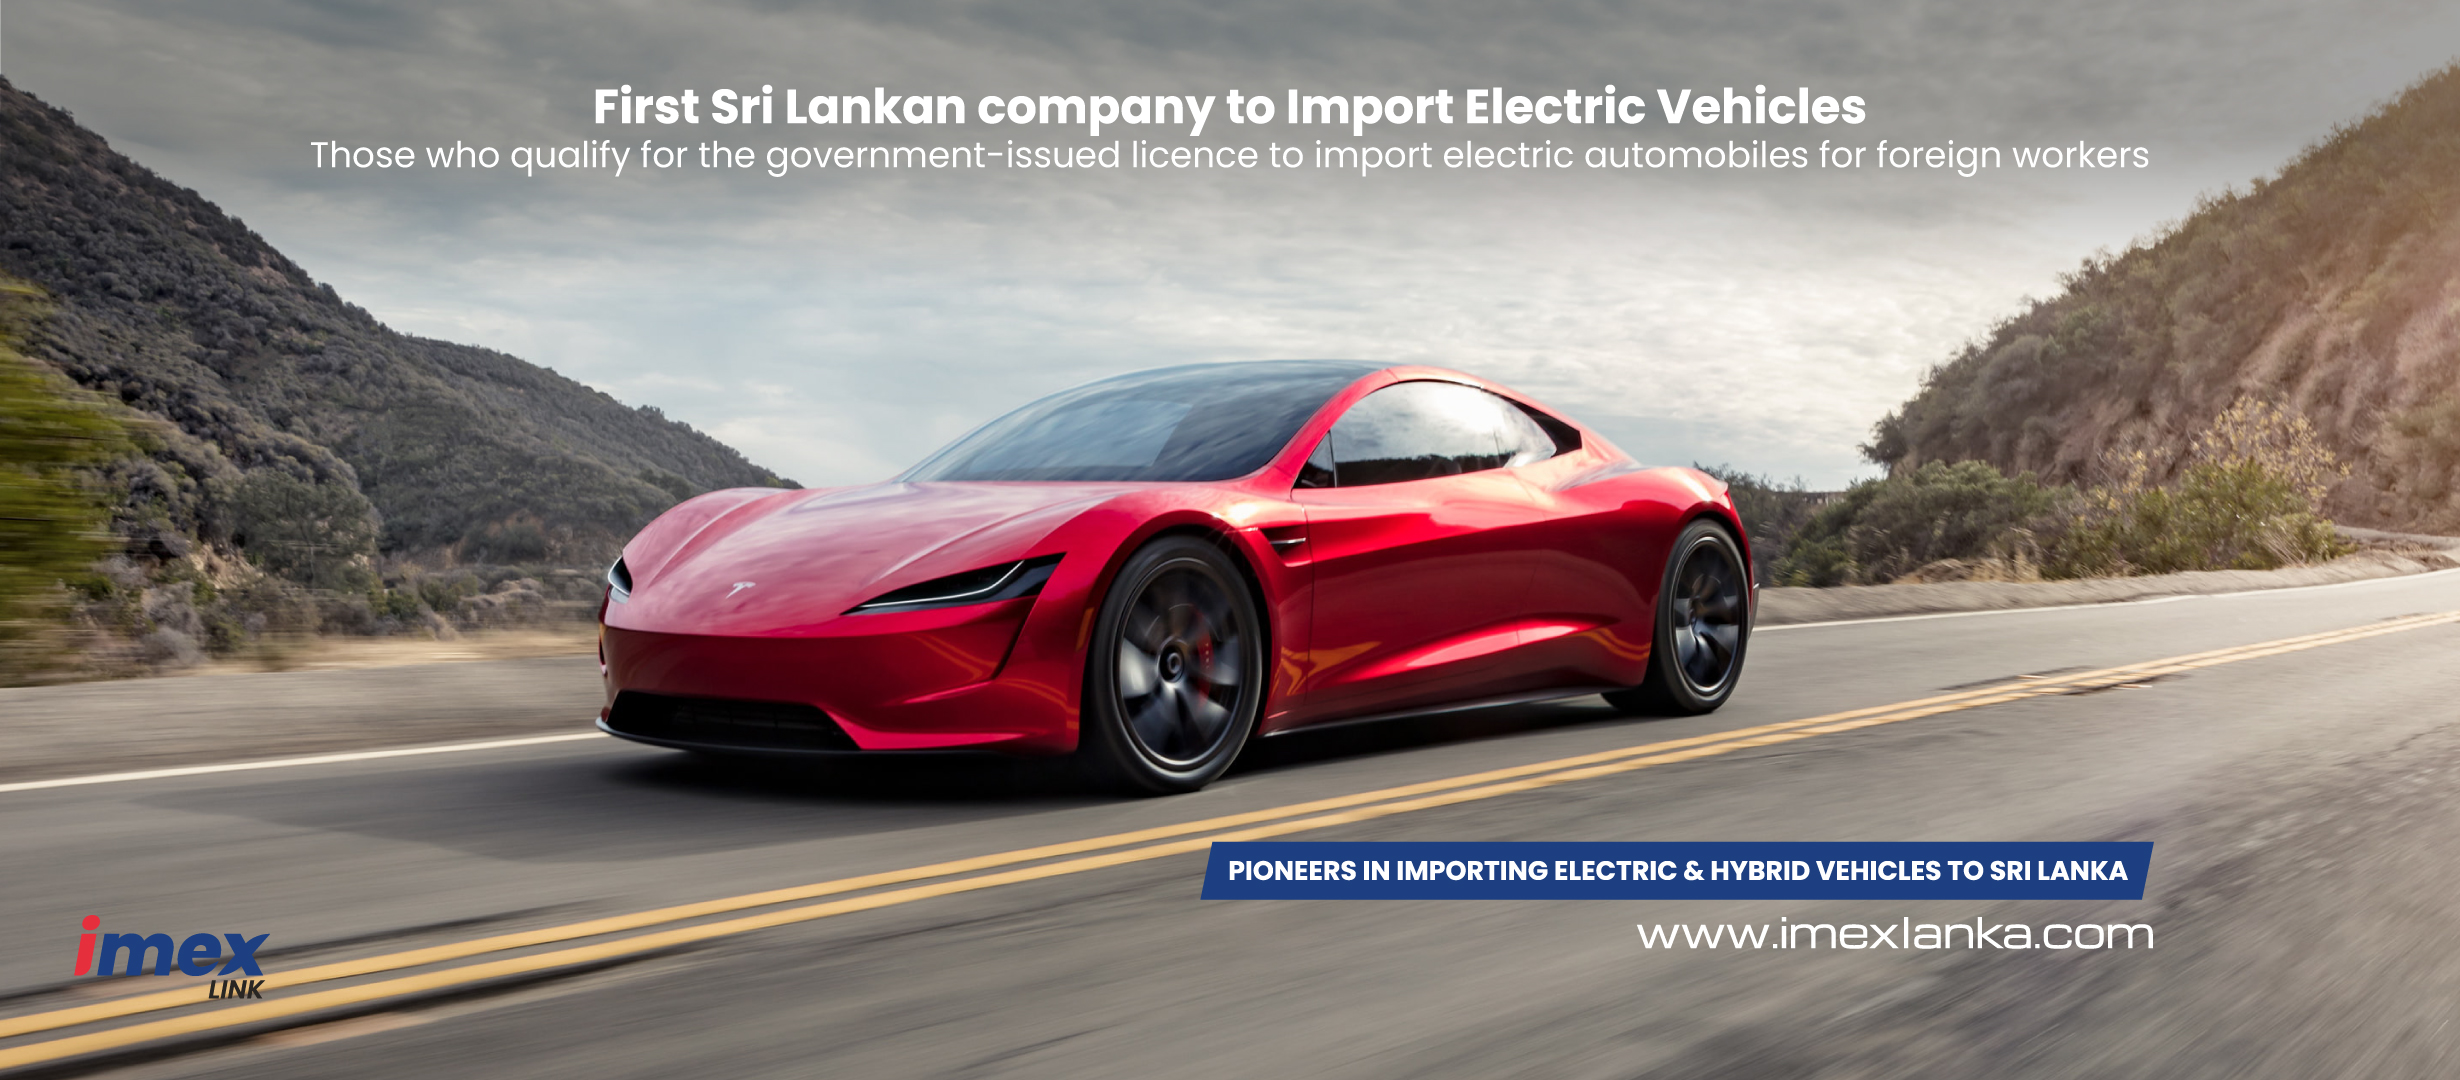 First Sri Lankan company to Import Electric Vehicles
Those who qualify for the government-issued licence to import electric automobiles for foreign workers
PIONEERS IN IMPORTING ELECTRIC & HYBRID VEHICLES TO SRI LANKA
www.imexlanka.com
imex
LINK